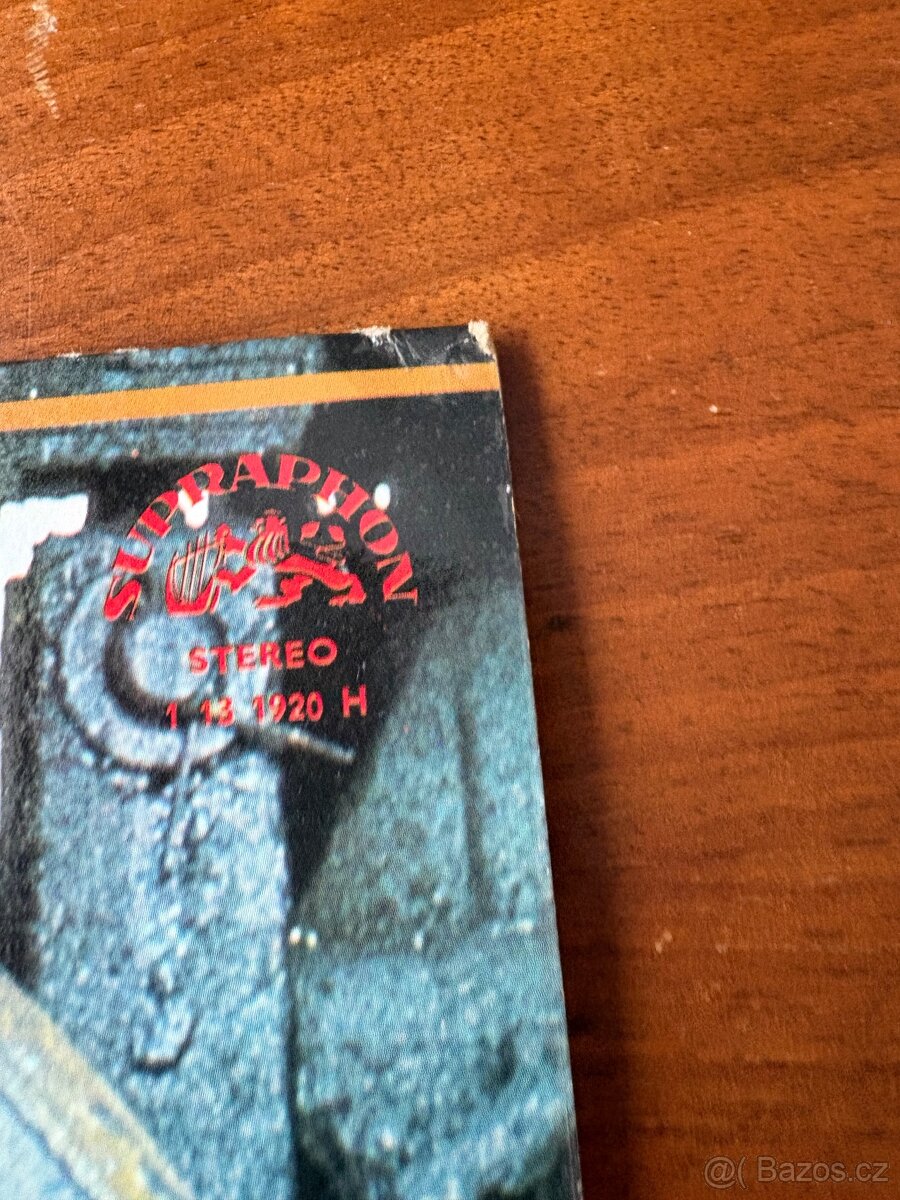 SUPRAPHON
STEREO
1 13 1920 H
@( Bazos.cz